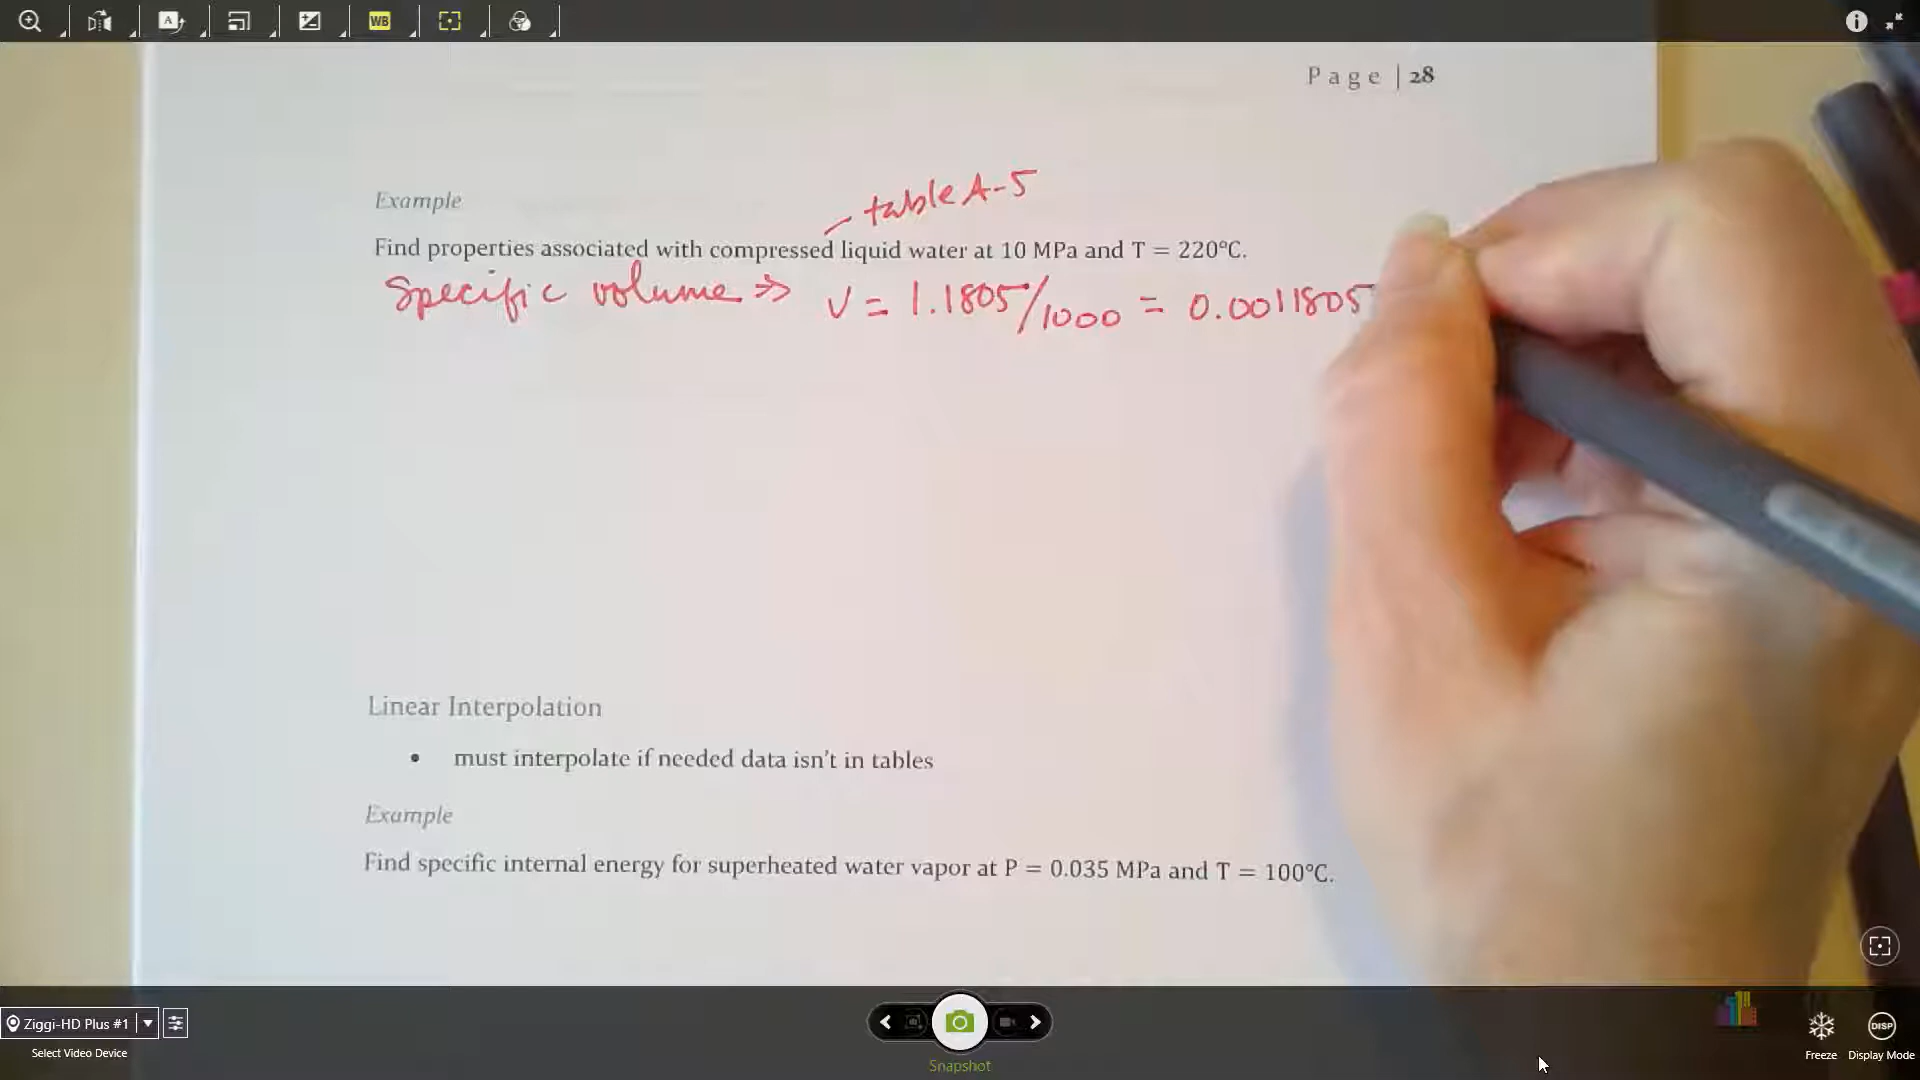 WB
Page | 28
Example
table A-5
Find properties associated with compressed liquid water at 10 MPa and T = 220°C.
Specific volume => v = 1.1805/1000 = 0.0011805
Linear Interpolation
• must interpolate if needed data isn't in tables
Example
Find specific internal energy for superheated water vapor at P = 0.035 MPa and T = 100°C.
Ziggi-HD Plus #1
Select Video Device
Snapshot
Freeze
DISP
Display Mode